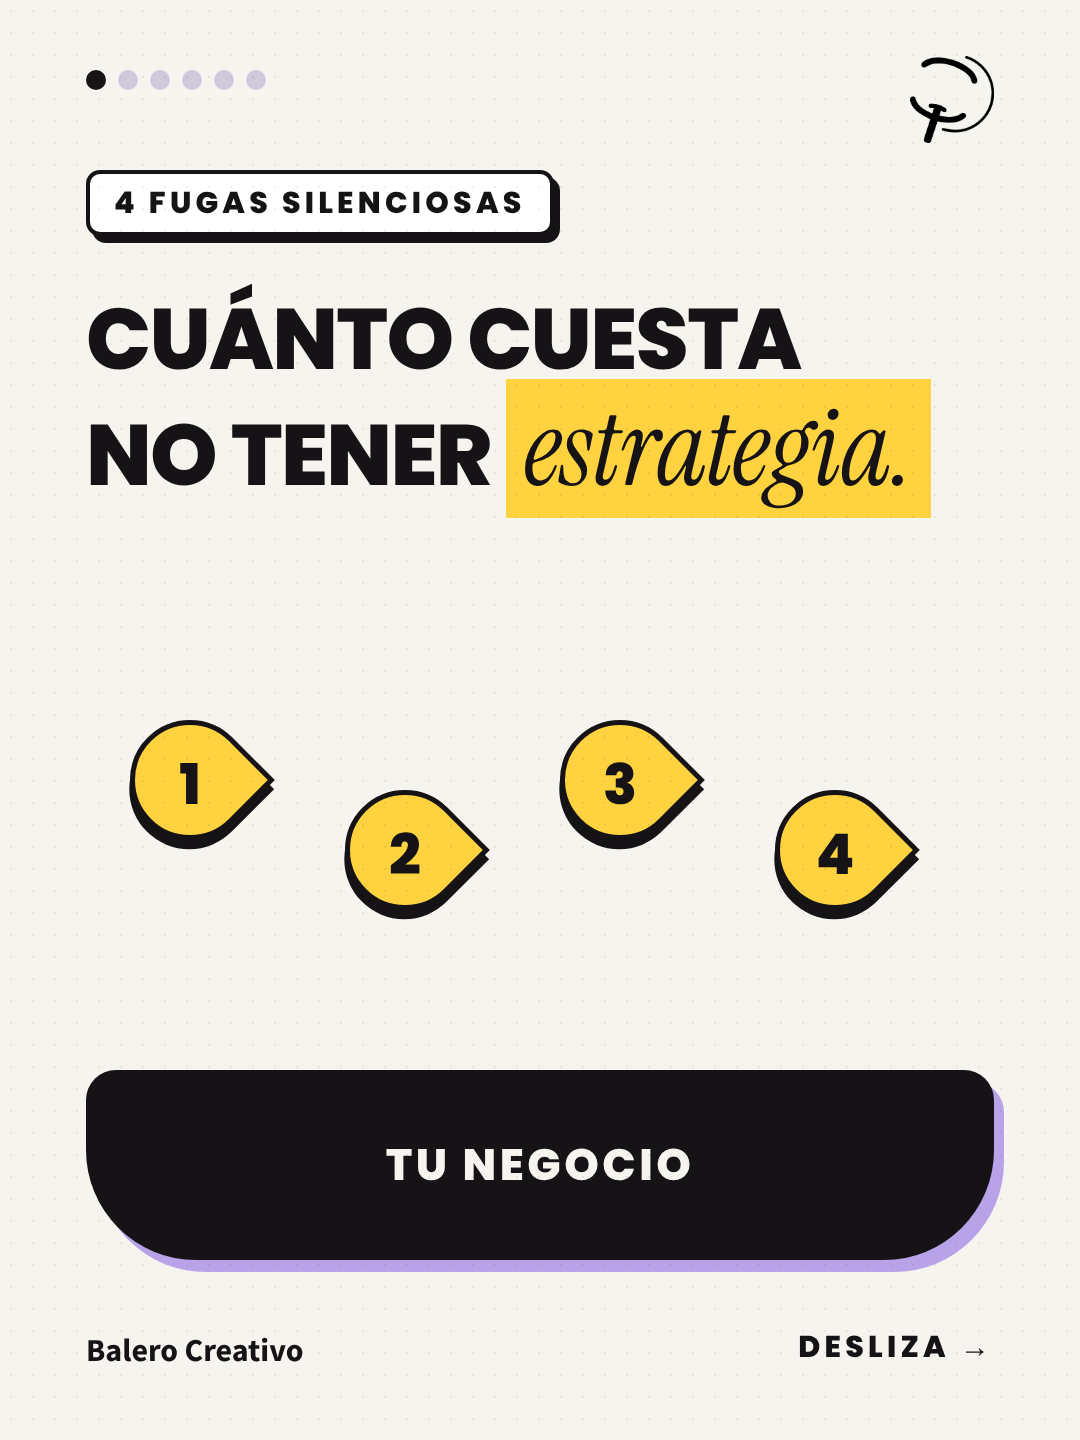 4 FUGAS SILENCIOSAS
CUÁNTO CUESTA
NO TENER estrategia.
1
2
3
4
TU NEGOCIO
Balero Creativo
DESLIZA →